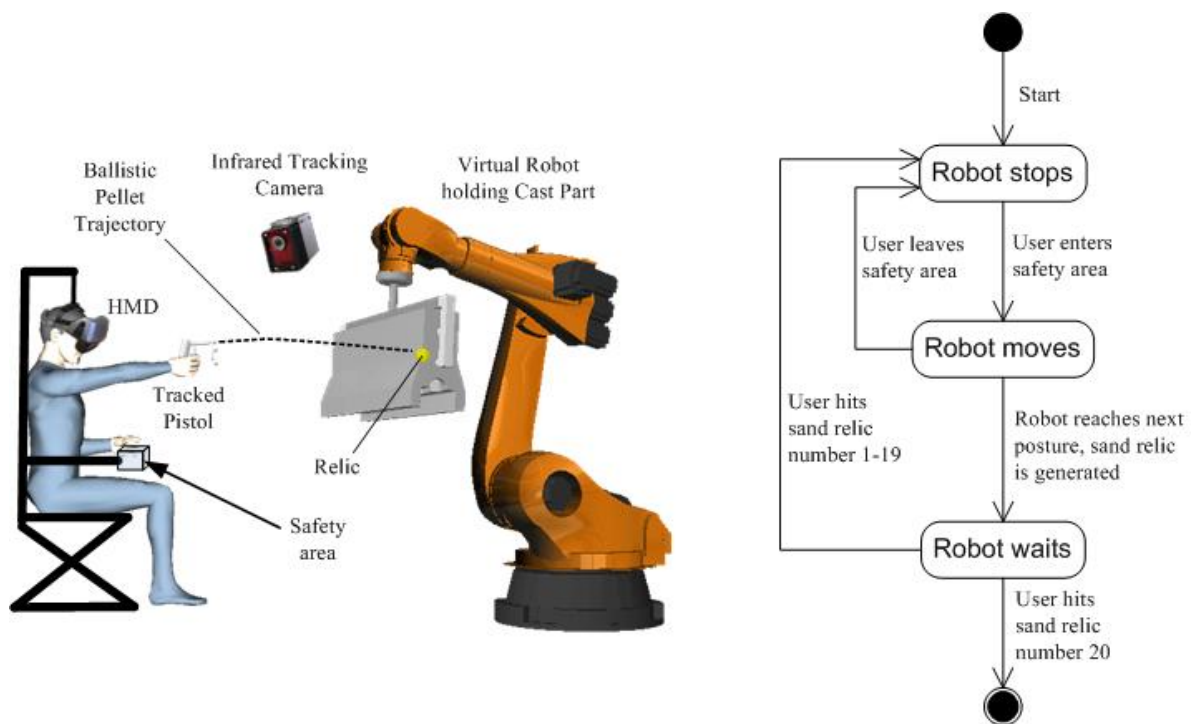 Ballistic
Pellet
Trajectory
Infrared Tracking
Camera
Virtual Robot
holding Cast Part
HMD
Tracked
Pistol
Relic
Safety
area
Start
Robot stops
User leaves
safety area
User enters
safety area
Robot moves
User hits
sand relic
number 1-19
Robot reaches next
posture, sand relic
is generated
Robot waits
User hits
sand relic
number 20